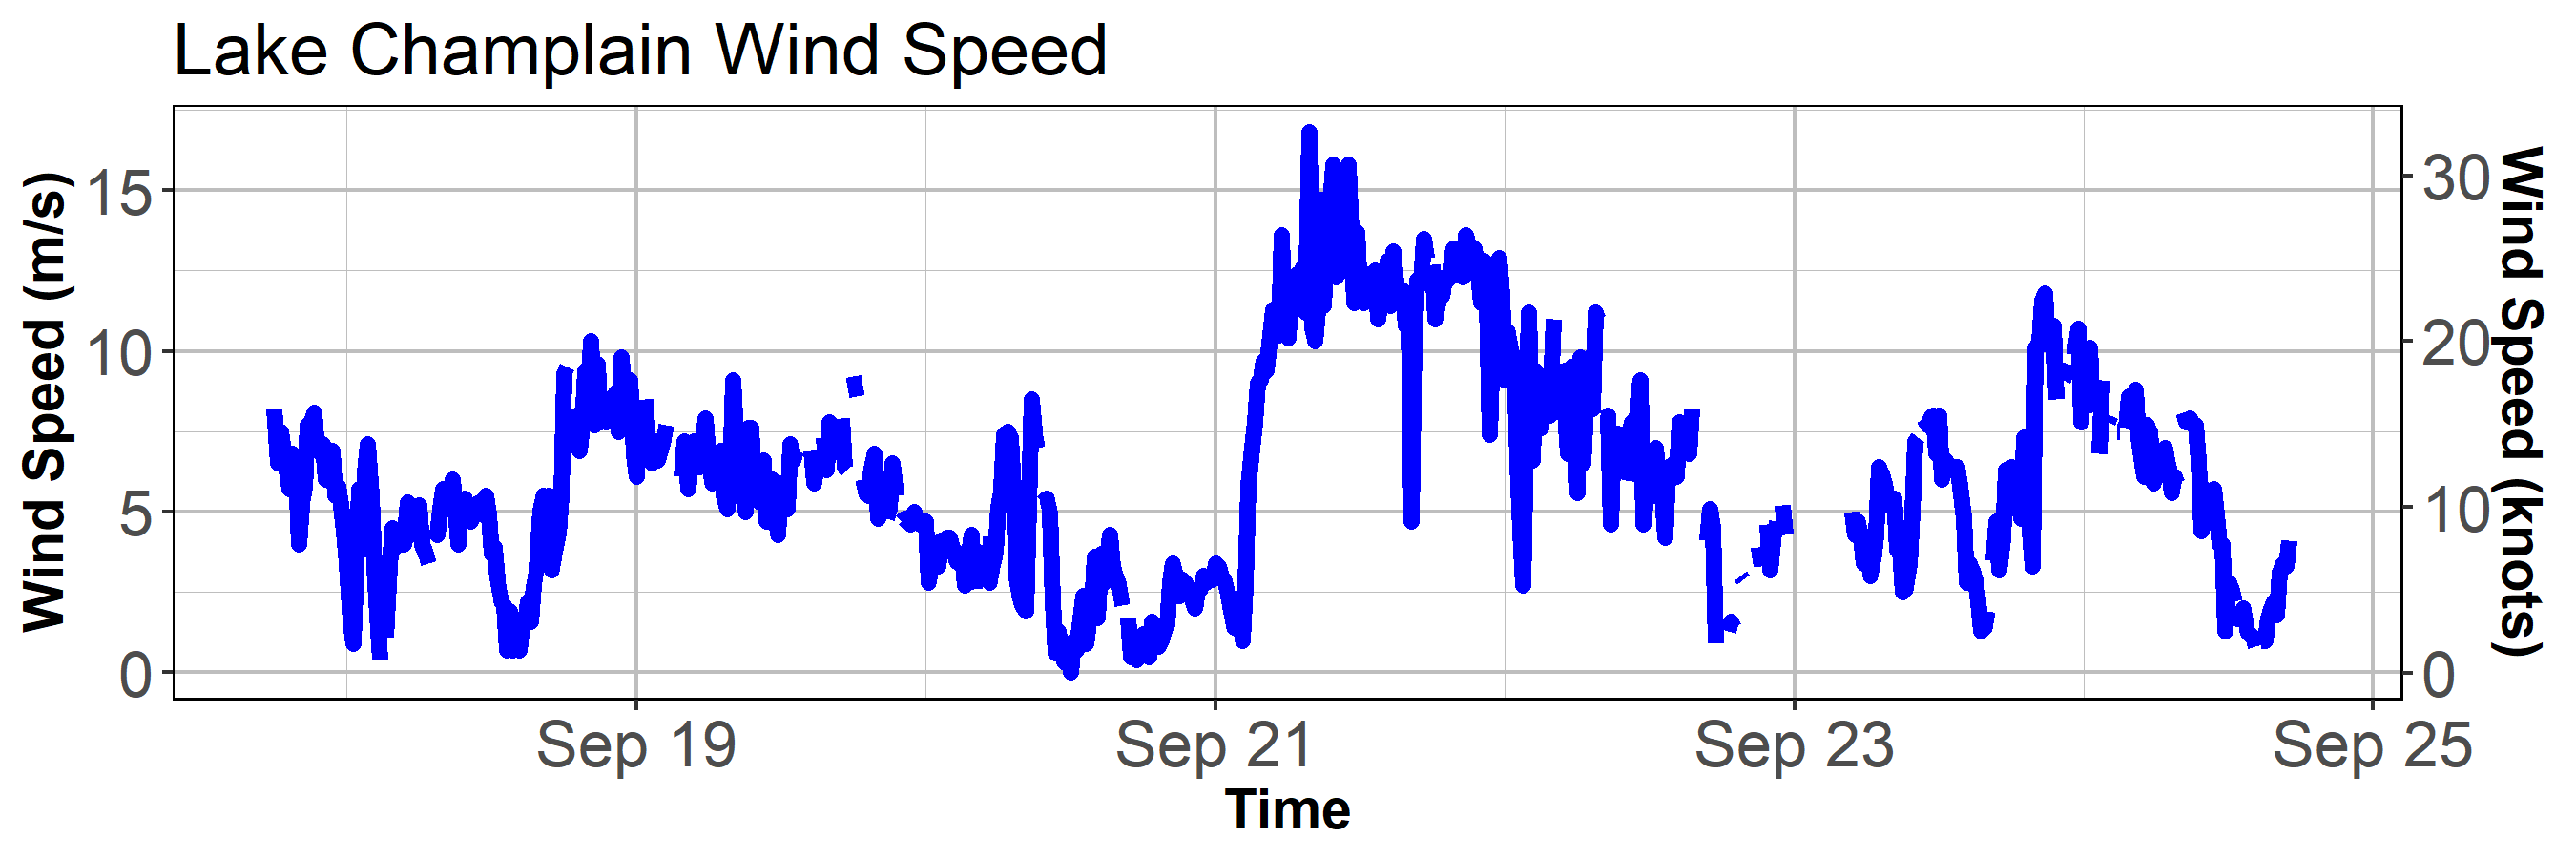 Lake Champlain Wind Speed
Wind Speed (m/s)
15
10
5
0
30
20
10
0
Wind Speed (knots)
Sep 19
Sep 21
Sep 23
Sep 25
Time